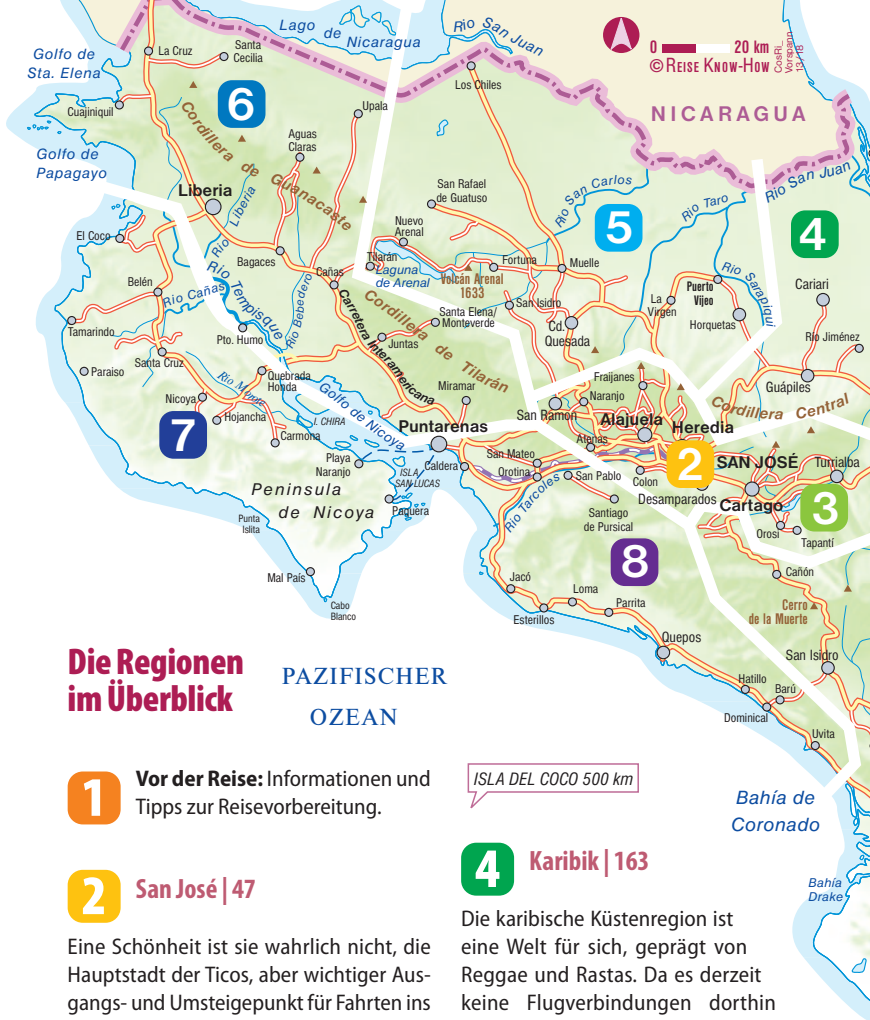 Lago de
Nicaragua
Rio San Juan
0 20 km
© REISE KNOW-HOW
CosRi_
Vorspann
13/18
Golfo de
Sta. Elena
La Cruz
Santa
Cecilia
Los Chiles
NICARAGUA
6
Cuajiniquil
Upala
Aguas
Claras
Cordillera de Guanacaste
Golfo de
Papagayo
Liberia
Rio Liberia
San Rafael
de Guatuso
Rio San Carlos
5
Rio Taro
Rio San Juan
4
El Coco
Nuevo
Arenal
Bagaces
Tilarán
Laguna
de Arenal
Fortuna
Muelle
Volcán Arenal
1633
Rio Sarapiqui
Cariari
Belén
Rio Cañas
Rio Tempisque
Rio Bebedero
Cañas
San Isidro
La
Virgen
Puerto
Vijeo
Horquetas
Tamarindo
Pto. Humo
Carretera Interamericana
Cordillera de Tilarán
Santa Elena/
Monteverde
Juntas
Cd.
Quesada
Rio Jiménez
Santa Cruz
Paraiso
Quebrada
Honda
Miramar
Fraijanes
Guápiles
Nicoya
Hojancha
Golfo de Nicoya
I. CHIRA
Naranjo
San Ramón
Cordillera Central
7
Carmona
Puntarenas
Alajuela
Heredia
Atenas
Playa
Naranjo
Caldera
San Mateo
Orotina
2
SAN JOSÉ
Turrialba
ISLA
SAN LUCAS
Peninsula
de Nicoya
San Pablo
Colon
Desamparados
Cartago
3
Paquera
Rio Tarcoles
Santiago
de Pursical
Orosi
Tapantí
Punta
Islita
8
Mal País
Jacó
Loma
Cañón
Cabo
Blanco
Esterillos
Parrita
Cerro
de la Muerte
Quepos
San Isidro
Die Regionen
im Überblick
PAZIFISCHER
OZEAN
Hatillo
Barú
Dominical
Uvita
1
Vor der Reise: Informationen und
Tipps zur Reisevorbereitung.
ISLA DEL COCO 500 km
Bahía de
Coronado
2
San José | 47
Eine Schönheit ist sie wahrlich nicht, die
Hauptstadt der Ticos, aber wichtiger Aus-
gangs- und Umsteigepunkt für Fahrten ins
4
Karibik | 163
Bahía
Drake
Die karibische Küstenregion ist
eine Welt für sich, geprägt von
Reggae und Rastas. Da es derzeit
keine Flugverbindungen dorthin